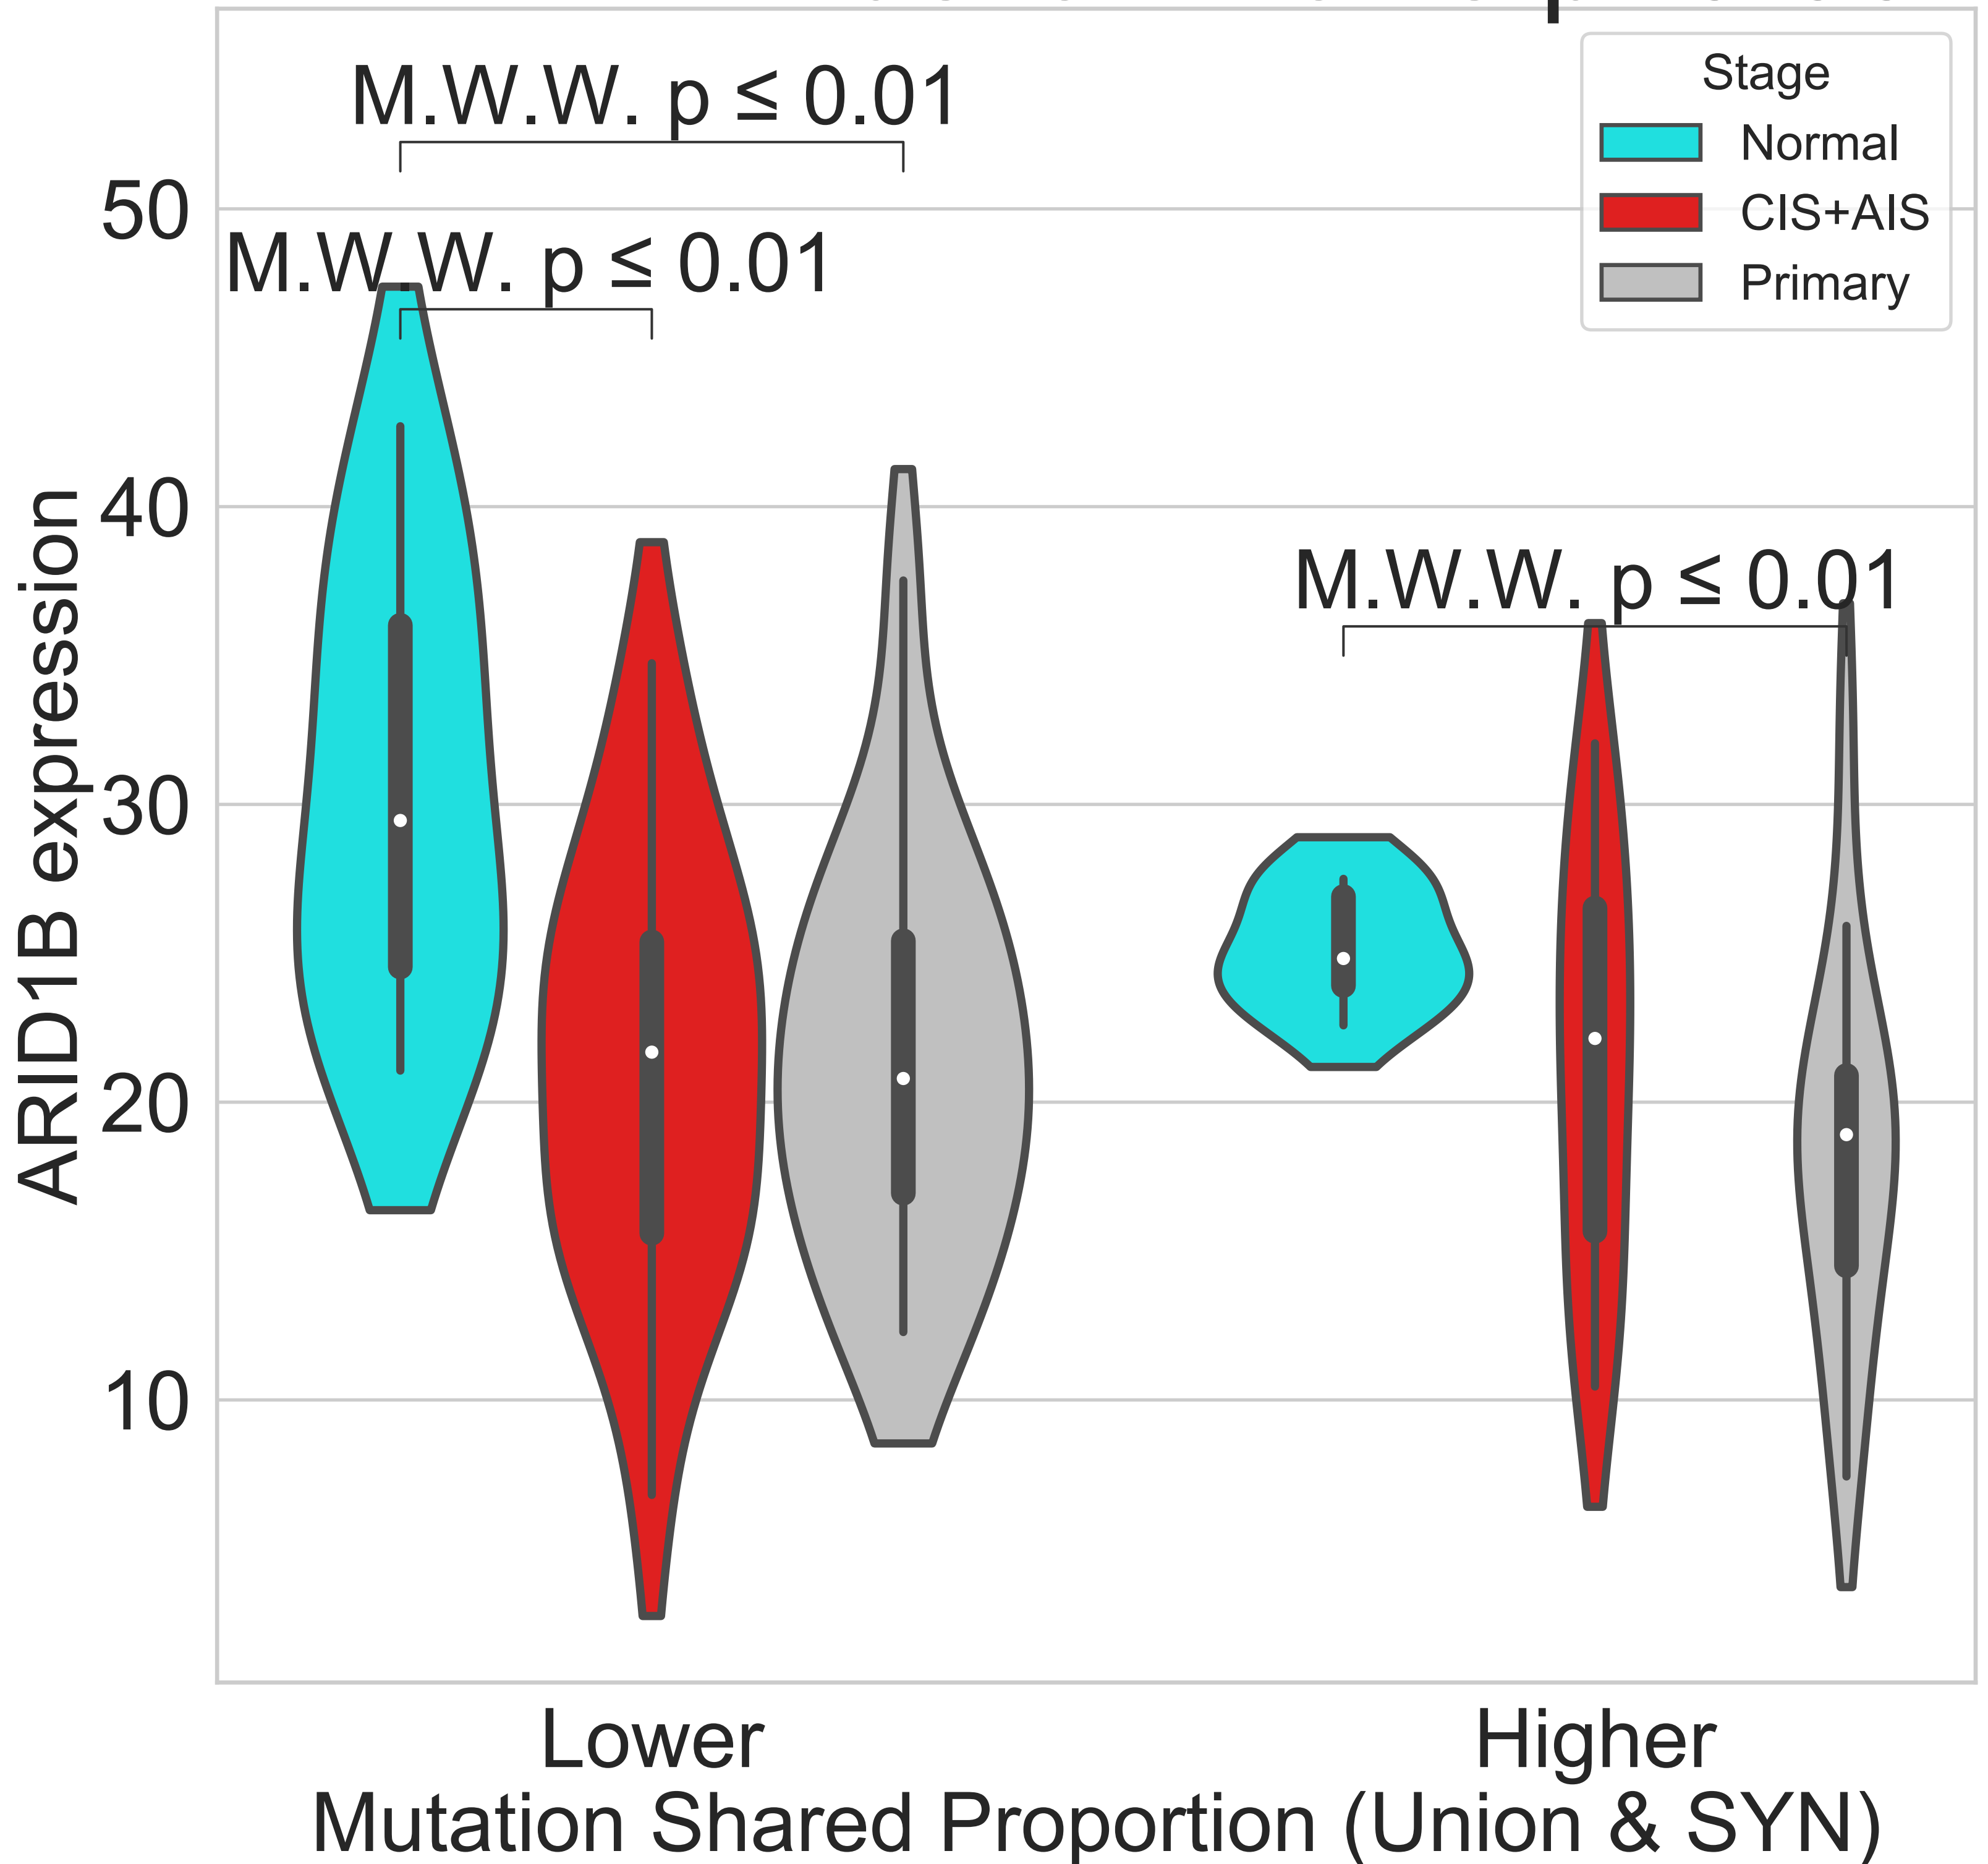 M.W.W. p ≤ 0.01
Stage
Normal
CIS+AIS
Primary
50
M.W.W. p ≤ 0.01
40
M.W.W. p ≤ 0.01
30
20
10
ARID1B expression
Lower
Higher
Mutation Shared Proportion (Union & SYN)